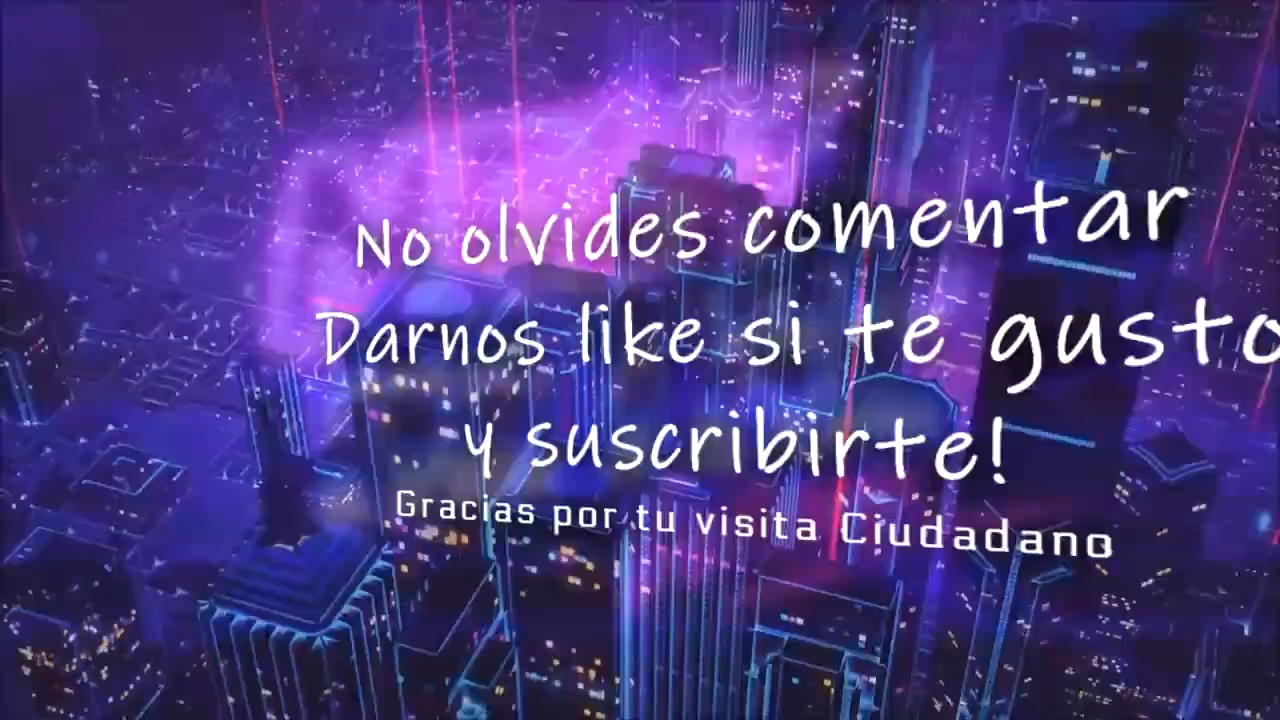 No olvides comentar
Darnos like si te gusto
y suscribirte!
Gracias por tu visita Ciudadano